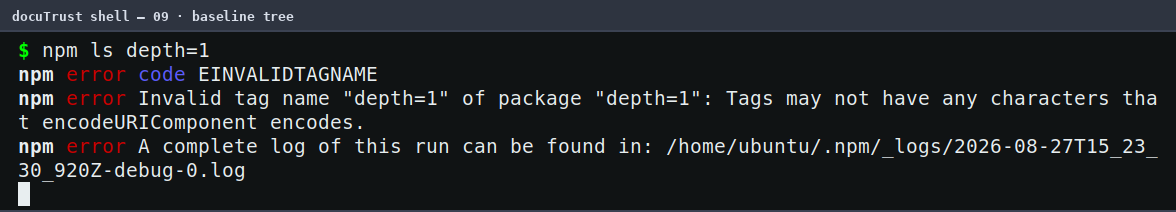 docuTrust shell — 09 · baseline tree
$ npm ls depth=1
npm error code EINVALIDTAGNAME
npm error Invalid tag name "depth=1" of package "depth=1": Tags may not have any characters tha
t encodeURIComponent encodes.
npm error A complete log of this run can be found in: /home/ubuntu/.npm/_logs/2026-08-27T15_23_
30_920Z-debug-0.log